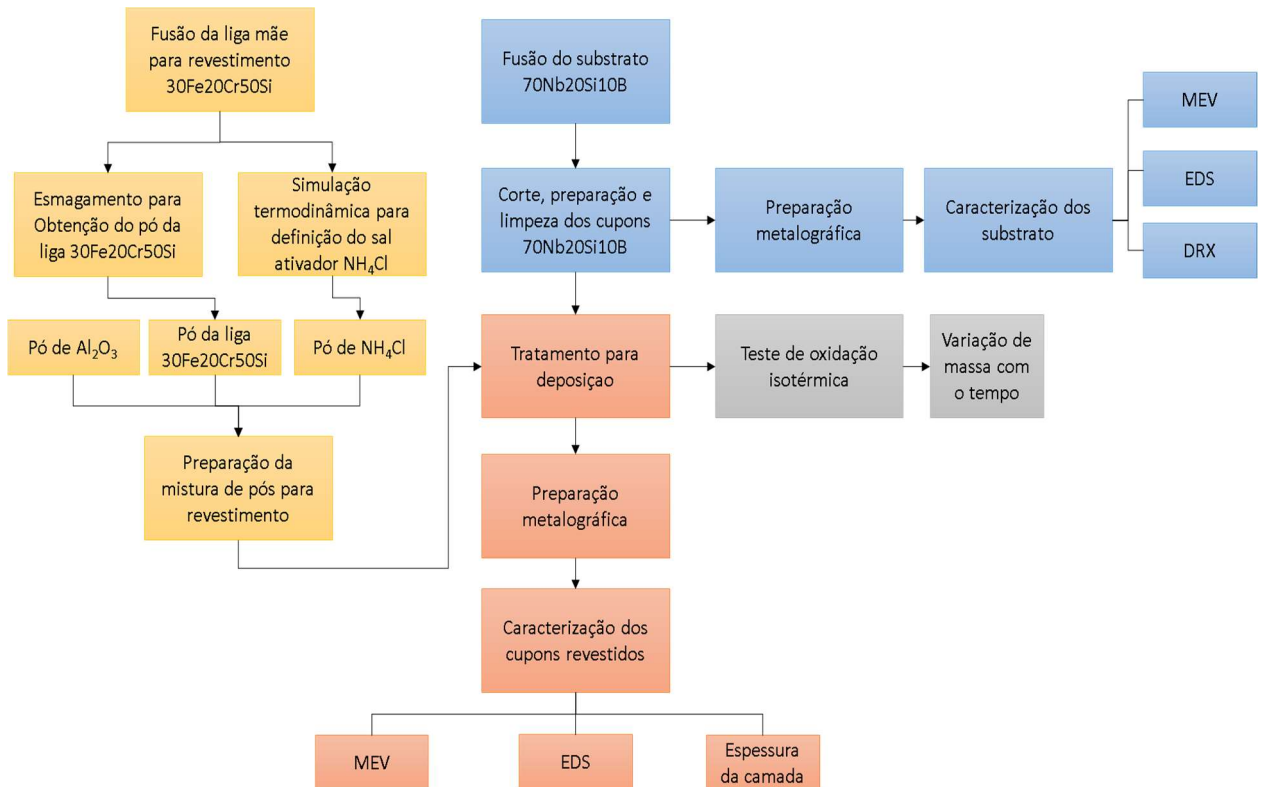 Fusão da liga mãe
para revestimento
30Fe20Cr50Si
Fusão do substrato
70Nb20Si10B
MEV
EDS
DRX
Esmagamento para
Obtenção do pó da
liga 30Fe20Cr50Si
Simulação
termodinâmica para
definição do sal
ativador NH₄Cl
Corte, preparação e
limpeza dos cupons
70Nb20Si10B
Preparação
metalográfica
Caracterização dos
substrato
Pó de Al₂O₃
Pó da liga
30Fe20Cr50Si
Pó de NH₄Cl
Tratamento para
deposiçao
Teste de oxidação
isotérmica
Variação de
massa com
o tempo
Preparação da
mistura de pós para
revestimento
Preparação
metalográfica
Caracterização dos
cupons revestidos
MEV
EDS
Espessura
da camada